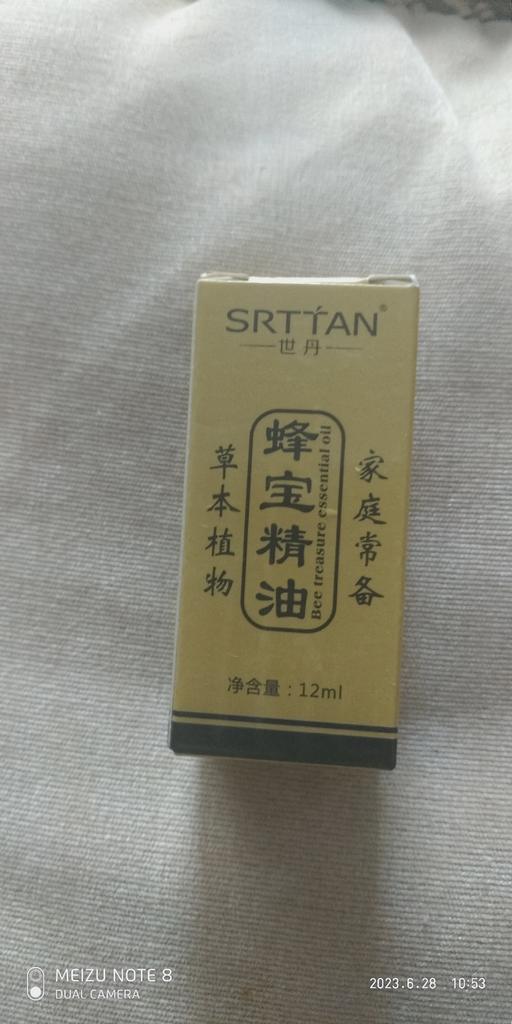 SRTTAN®
世丹
草本植物
蜂宝精油
Bee treasure essential oil
家庭常备
净含量：12ml
MEIZU NOTE 8
DUAL CAMERA
2023.6.28 10:53